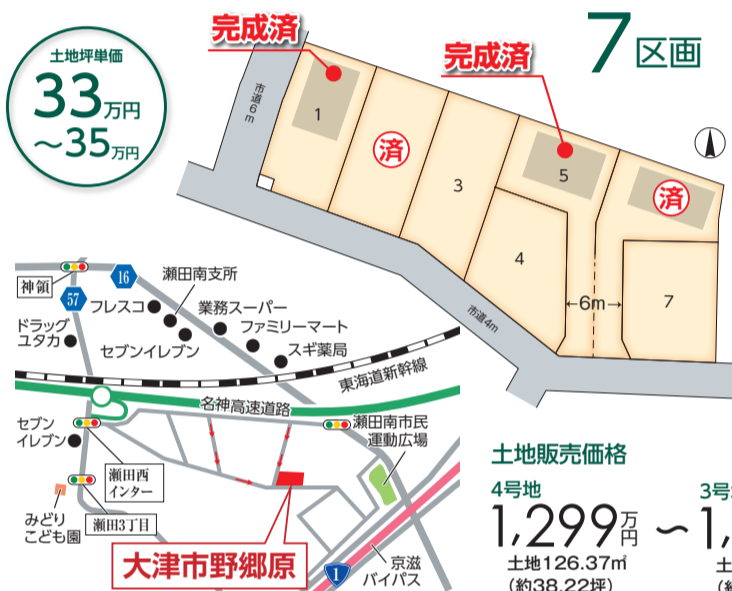 土地坪単価
33万円
～35万円
完成済
完成済
7区画
市道6m
1
済
3
5
済
4
←6m→
7
市道4m
神領
16
57
瀬田南支所
フレスコ
業務スーパー
ドラッグ
ユタカ
セブンイレブン
ファミリーマート
スギ薬局
東海道新幹線
名神高速道路
セブン
イレブン
瀬田西
インター
瀬田南市民
運動広場
みどり
こども園
瀬田3丁目
大津市野郷原
1
京滋
バイパス
土地販売価格
4号地
1,299万円 ～ 1,
土地126.37㎡
(約38.22坪)
3号